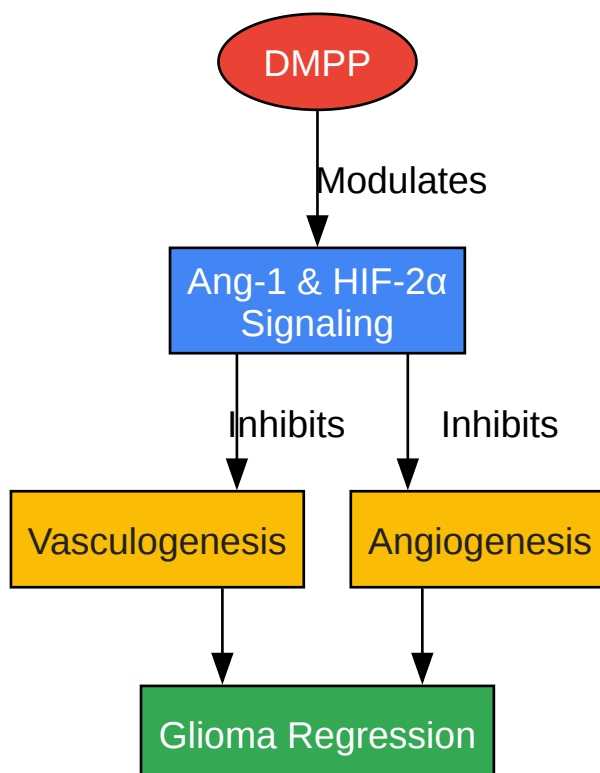 DMPP
Modulates
Ang-1 & HIF-2α
Signaling
Inhibits
Inhibits
Vasculogenesis
Angiogenesis
Glioma Regression